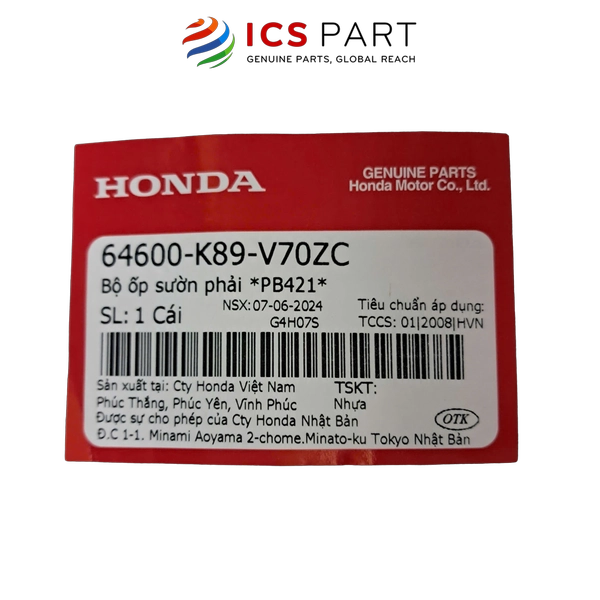 ICS PART
GENUINE PARTS, GLOBAL REACH
HONDA
GENUINE PARTS
Honda Motor Co., Ltd.
64600-K89-V70ZC
Bộ ốp sườn phải *PB421*
NSX: 07-06-2024 Tiêu chuẩn áp dụng:
SL: 1 Cái G4H07S TCCS: 01|2008|HVN
Sản xuất tại: Cty Honda Việt Nam TSKT:
Phúc Thắng, Phúc Yên, Vĩnh Phúc Nhựa
Được sự cho phép của Cty Honda Nhật Bản
Đ.C 1-1. Minami Aoyama 2-chome.Minato-ku Tokyo Nhật Bản
OTK